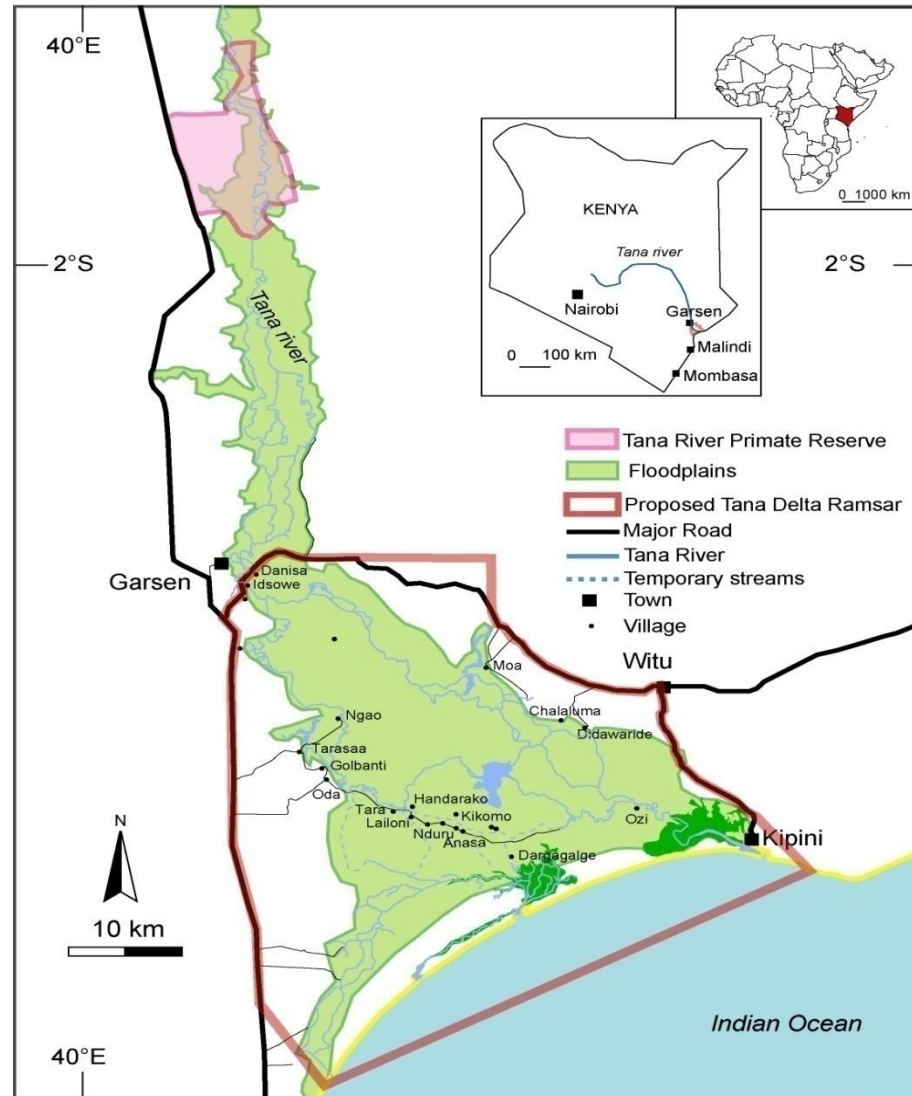 40°E
0 1000 km
KENYA
Tana river
Nairobi
Garsen
Malindi
Mombasa
0 100 km
2°S
2°S
Tana river
Tana River Primate Reserve
Floodplains
Proposed Tana Delta Ramsar
Major Road
Tana River
Temporary streams
Town
Village
Garsen
Danisa
Idsowe
Witu
Moa
Chalaluma
Didawaride
Ngao
Tarasaa
Golbanti
Oda
Handarako
Tara
Kikomo
Lailoni
Nduru
Anasa
Ozi
Kipini
Dargagalge
N
10 km
Indian Ocean
40°E